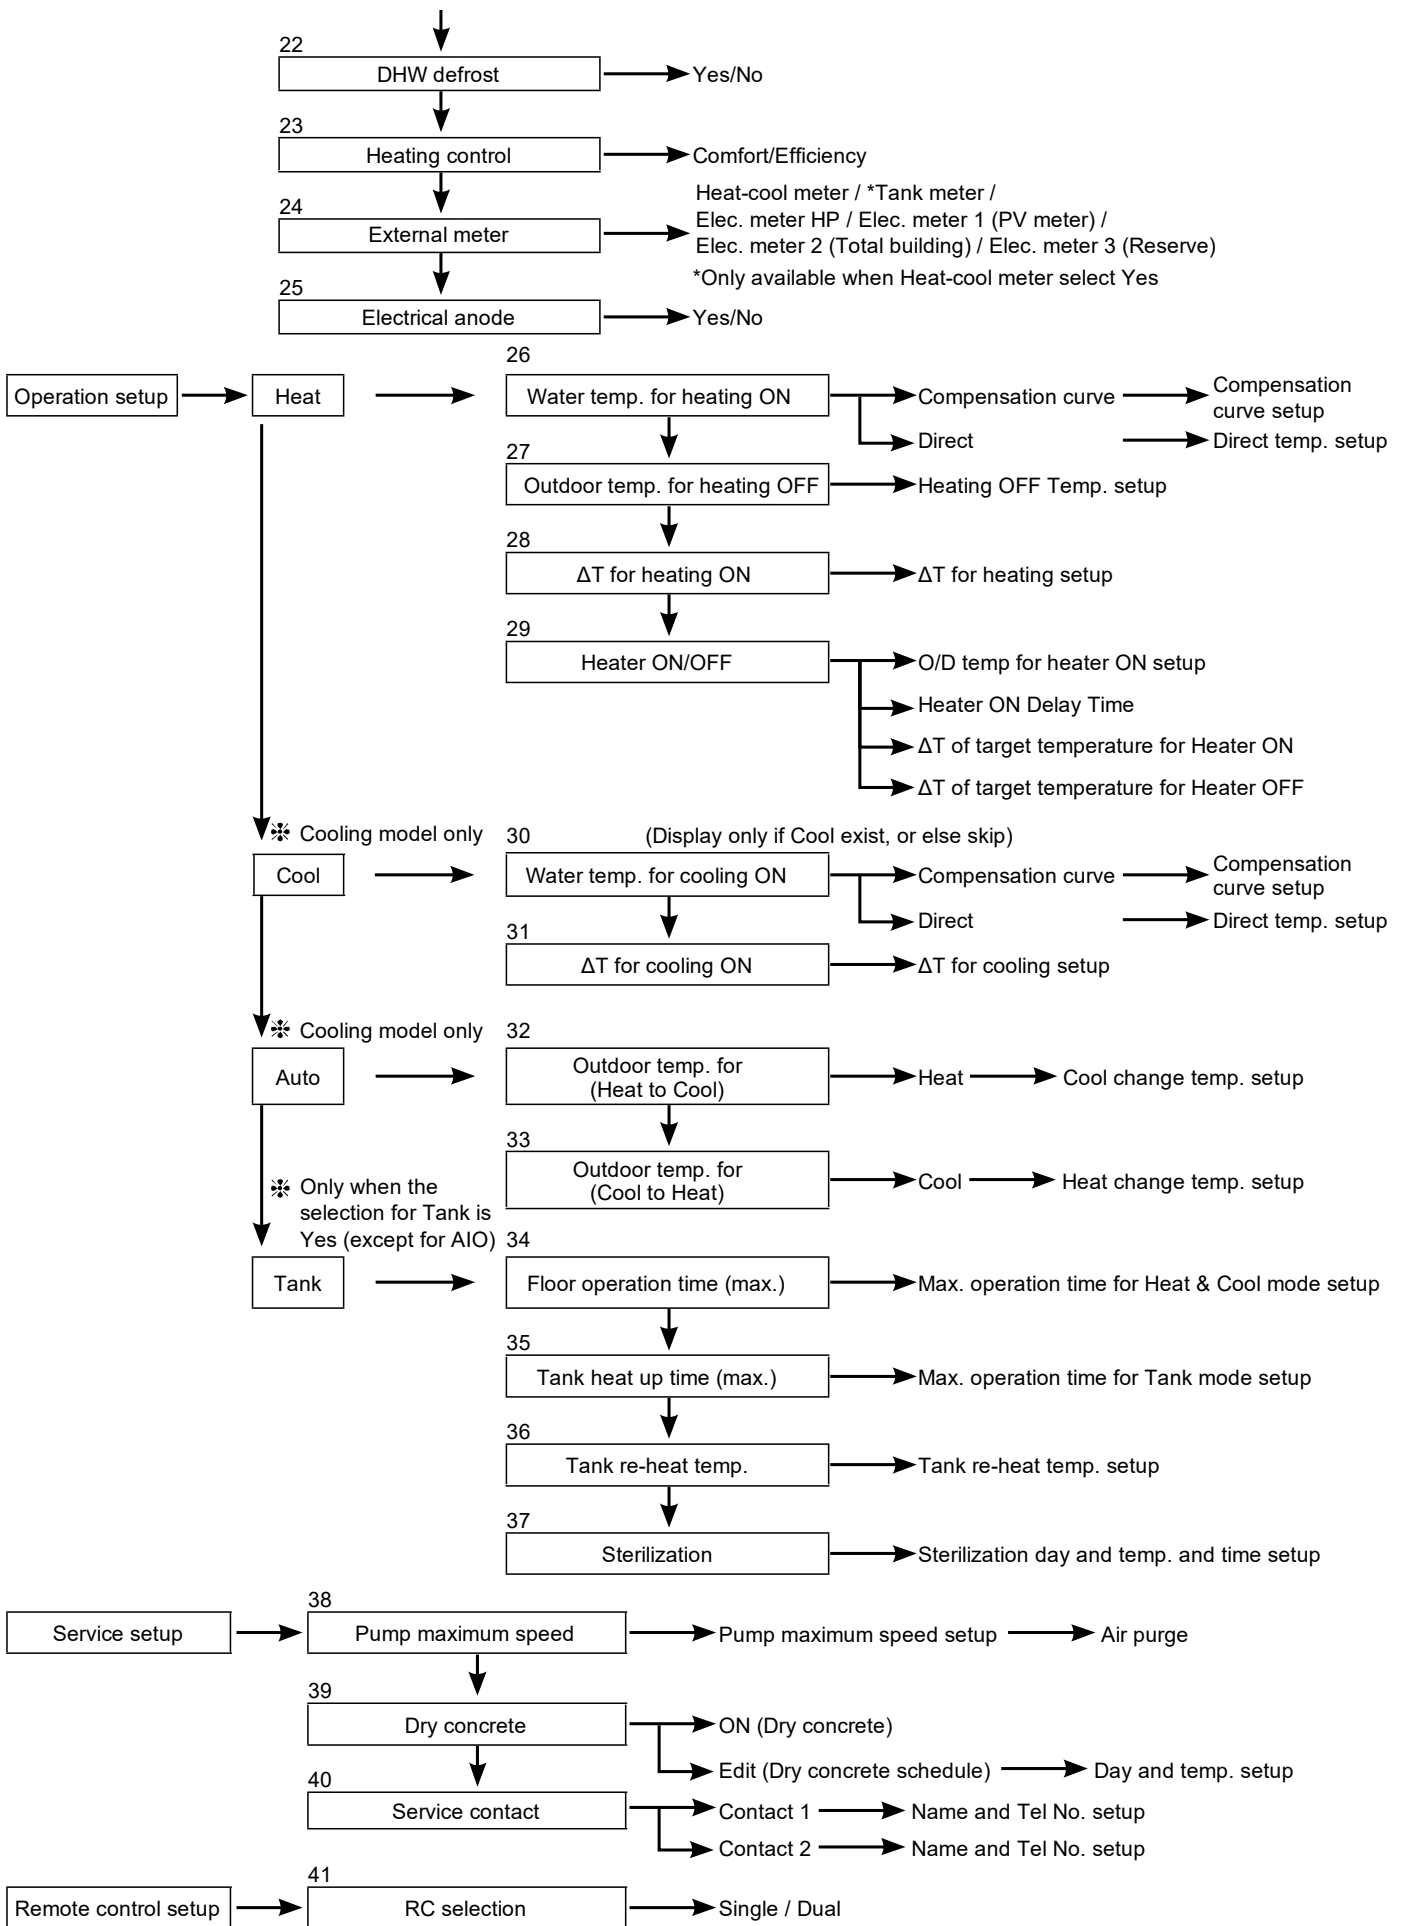 22
DHW defrost
Yes/No
23
Heating control
Comfort/Efficiency
24
External meter
Heat-cool meter / *Tank meter /
Elec. meter HP / Elec. meter 1 (PV meter) /
Elec. meter 2 (Total building) / Elec. meter 3 (Reserve)
*Only available when Heat-cool meter select Yes
25
Electrical anode
Yes/No
Operation setup
Heat
26
Water temp. for heating ON
Compensation curve
Compensation
curve setup
Direct
Direct temp. setup
27
Outdoor temp. for heating OFF
Heating OFF Temp. setup
28
ΔT for heating ON
ΔT for heating setup
29
Heater ON/OFF
O/D temp for heater ON setup
Heater ON Delay Time
ΔT of target temperature for Heater ON
ΔT of target temperature for Heater OFF
❉ Cooling model only
Cool
30
(Display only if Cool exist, or else skip)
Water temp. for cooling ON
Compensation curve
Compensation
curve setup
Direct
Direct temp. setup
31
ΔT for cooling ON
ΔT for cooling setup
❉ Cooling model only
Auto
32
Outdoor temp. for
(Heat to Cool)
Heat
Cool change temp. setup
33
Outdoor temp. for
(Cool to Heat)
Cool
Heat change temp. setup
❉ Only when the
selection for Tank is
Yes (except for AIO)
Tank
34
Floor operation time (max.)
Max. operation time for Heat & Cool mode setup
35
Tank heat up time (max.)
Max. operation time for Tank mode setup
36
Tank re-heat temp.
Tank re-heat temp. setup
37
Sterilization
Sterilization day and temp. and time setup
Service setup
38
Pump maximum speed
Pump maximum speed setup
Air purge
39
Dry concrete
ON (Dry concrete)
Edit (Dry concrete schedule)
Day and temp. setup
40
Service contact
Contact 1
Name and Tel No. setup
Contact 2
Name and Tel No. setup
Remote control setup
41
RC selection
Single / Dual